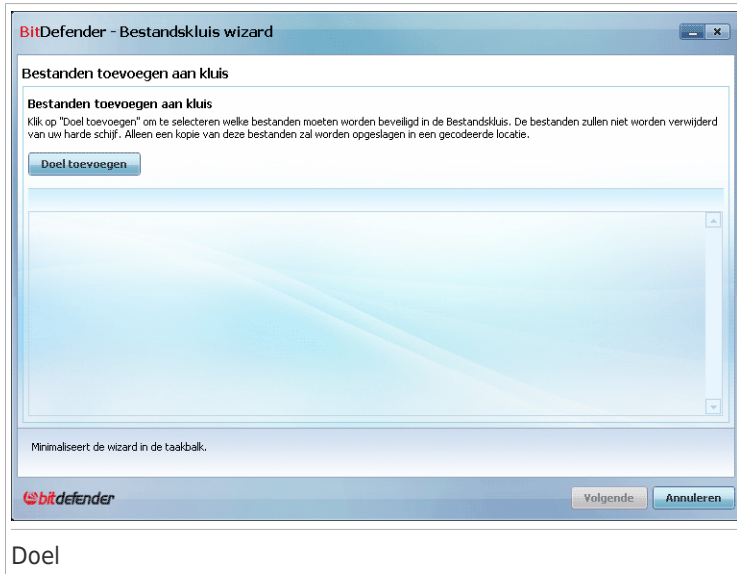 BitDefender - Bestandskluis wizard
Bestanden toevoegen aan kluis
Bestanden toevoegen aan kluis
Klik op "Doel toevoegen" om te selecteren welke bestanden moeten worden beveiligd in de Bestandskluis. De bestanden zullen niet worden verwijderd
van uw harde schijf. Alleen een kopie van deze bestanden zal worden opgeslagen in een gecodeerde locatie.
Doel toevoegen
Minimaliseert de wizard in de taakbalk.
bitdefender
Volgende
Annuleren
Doel